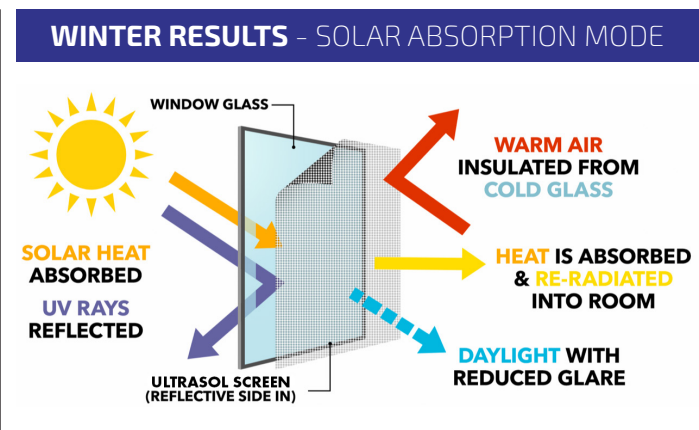 WINTER RESULTS - SOLAR ABSORPTION MODE
WINDOW GLASS
WARM AIR
INSULATED FROM
COLD GLASS
SOLAR HEAT
ABSORBED
UV RAYS
REFLECTED
HEAT IS ABSORBED
& RE-RADIATED
INTO ROOM
DAYLIGHT WITH
REDUCED GLARE
ULTRASOL SCREEN
(REFLECTIVE SIDE IN)